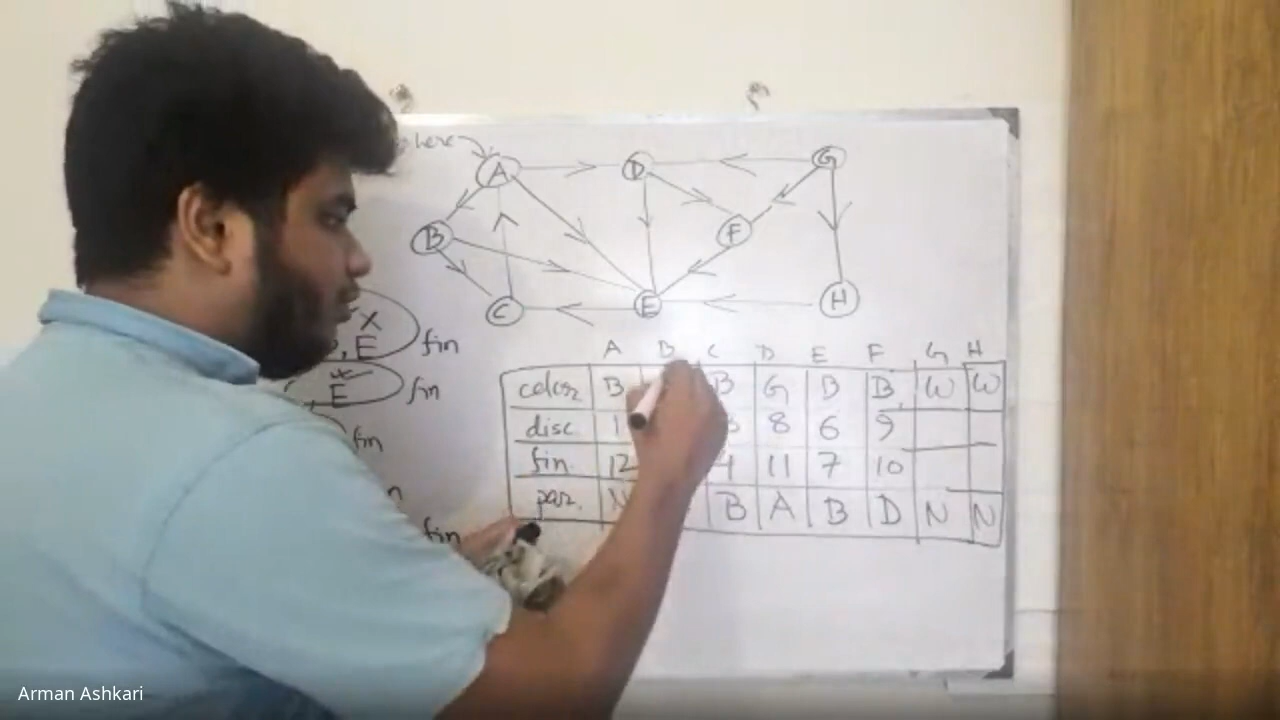 here
A D G
B F
C E H
X
, E fin
E fin
fin
fin
A B C D E F G H
color B B G B B W W
disc 1 8 6 9
fin. 12 4 11 7 10
par. N B A B D N N
Arman Ashkari